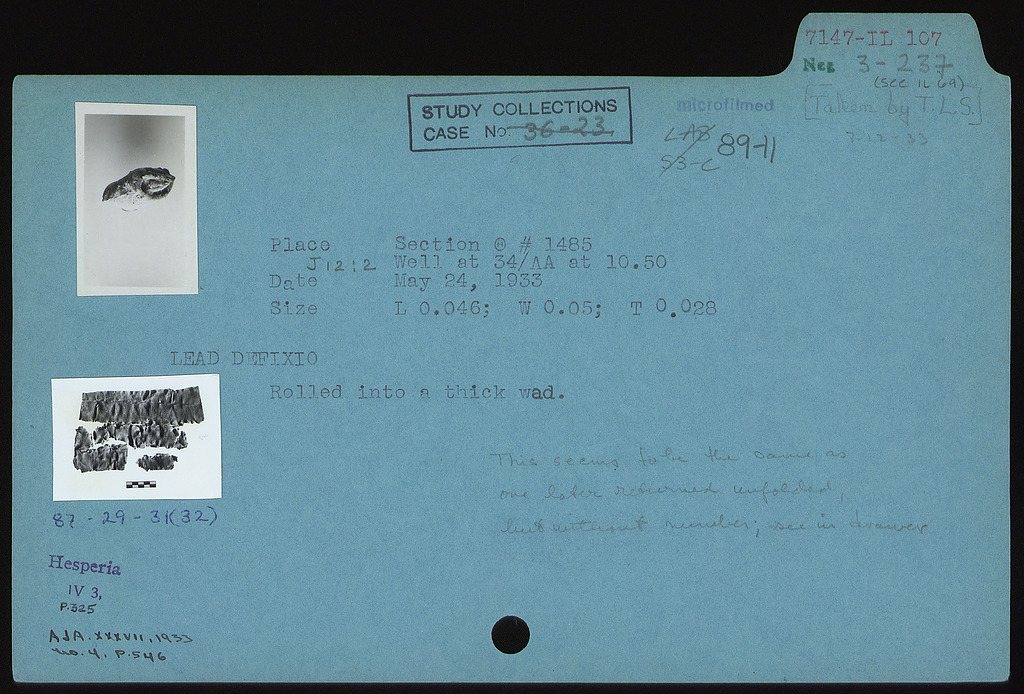 7147-IL 107
Neg 3-237
(see IL 69)
[Taken by T.L.S.]
7-12-33
STUDY COLLECTIONS
CASE No. 36-23
microfilmed
LAB
S3-C
89-11
Place Section Θ # 1485
J 12:2 Well at 34/ΛΑ at 10.50
Date May 24, 1933
Size L 0.046; W 0.05; T 0.028
LEAD DEFIXIO
Rolled into a thick wad.
This seems to be the same as
one later returned unfolded,
but without number; see in drawer
87-29-31(32)
Hesperia
IV 3,
P.325
AJA. XXXVII, 1933
no. 4, P.546